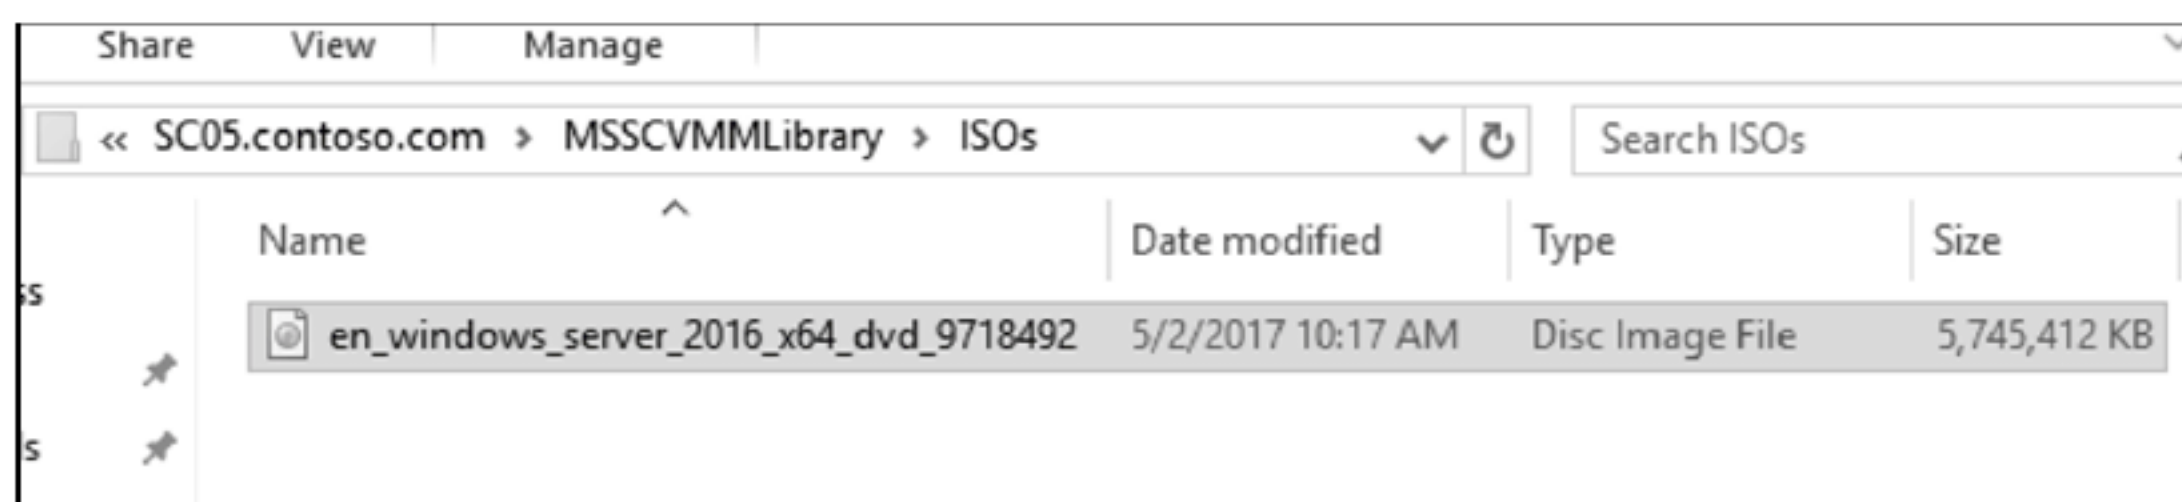 Share View Manage
« SC05.contoso.com > MSSCVMMLibrary > ISOs Search ISOs
Name Date modified Type Size
en_windows_server_2016_x64_dvd_9718492 5/2/2017 10:17 AM Disc Image File 5,745,412 KB